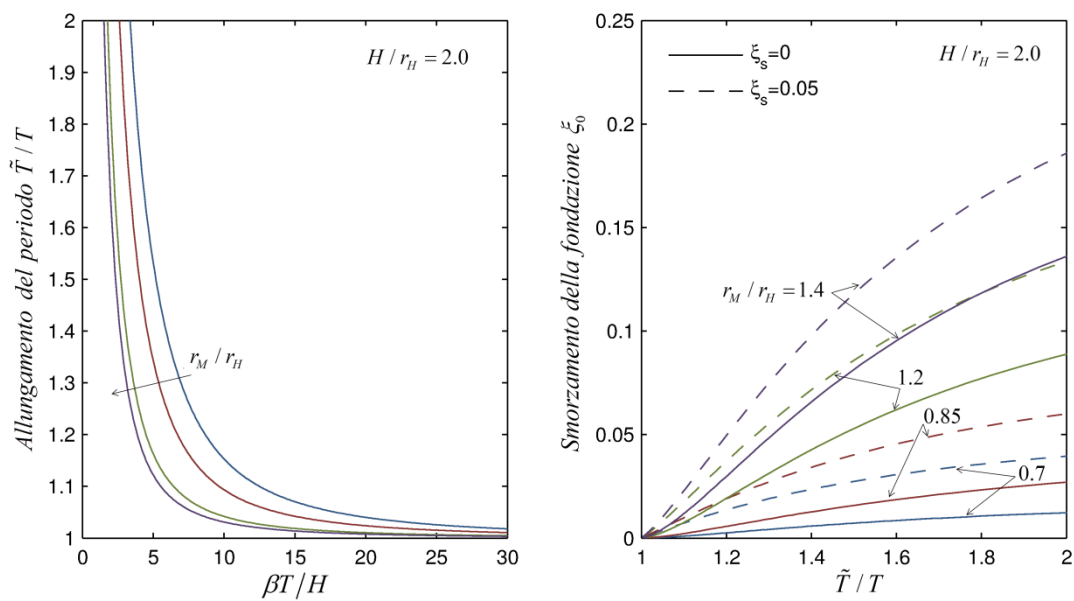 Allungamento del periodo T̃ / T
2
1.9
1.8
1.7
1.6
1.5
1.4
1.3
1.2
1.1
1
H / r_H = 2.0
r_M / r_H
0 5 10 15 20 25 30
βT/H
Smorzamento della fondazione ξ₀
0.25
0.2
0.15
0.1
0.05
0
ξ_s=0
ξ_s=0.05
H / r_H = 2.0
r_M / r_H = 1.4
1.2
0.85
0.7
1 1.2 1.4 1.6 1.8 2
T̃ / T